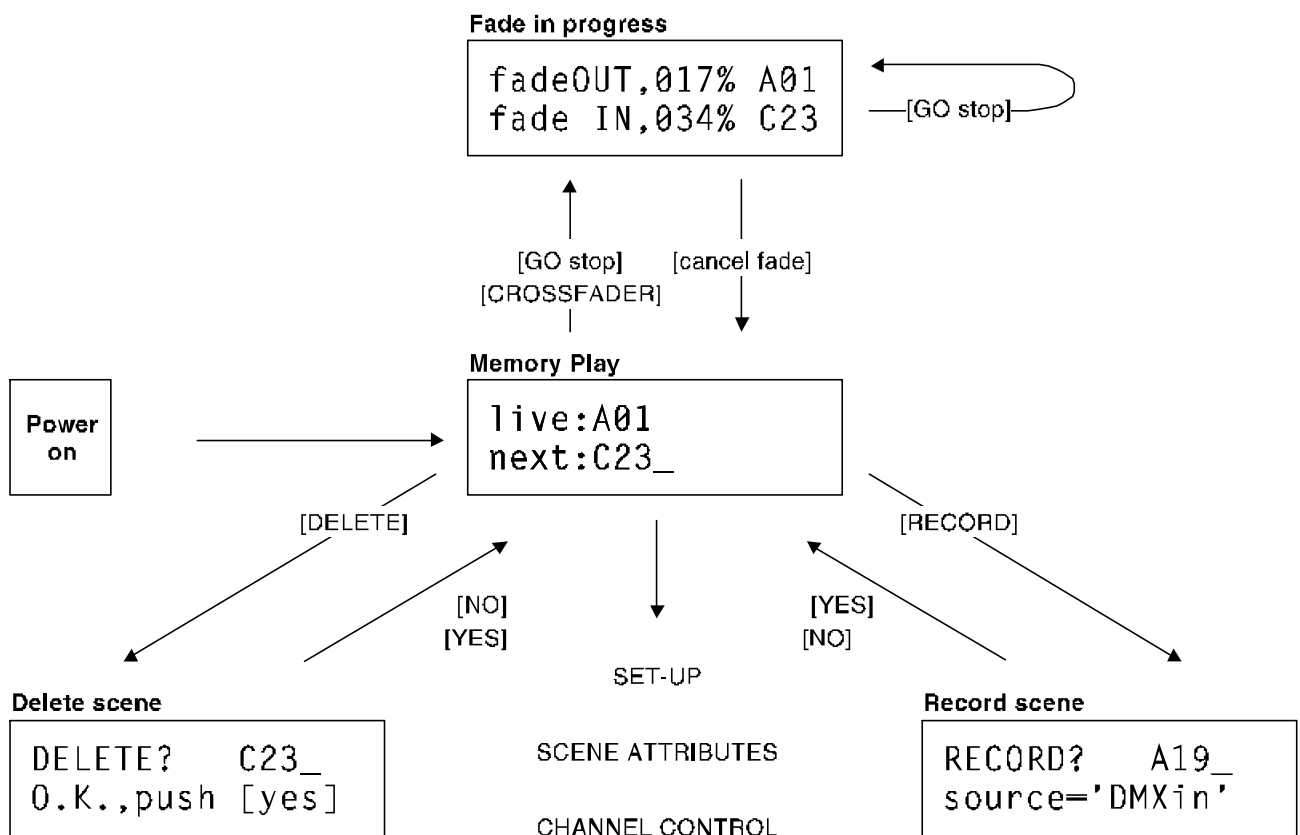 Fade in progress
fadeOUT,017% A01
fade IN,034% C23
[GO stop]
[GO stop]
[CROSSFADER]
[cancel fade]
Memory Play
live:A01
next:C23_
Power
on
[DELETE]
[RECORD]
[NO]
[YES]
[YES]
[NO]
SET-UP
SCENE ATTRIBUTES
CHANNEL CONTROL
Delete scene
DELETE? C23_
O.K.,push [yes]
Record scene
RECORD? A19_
source='DMXin'